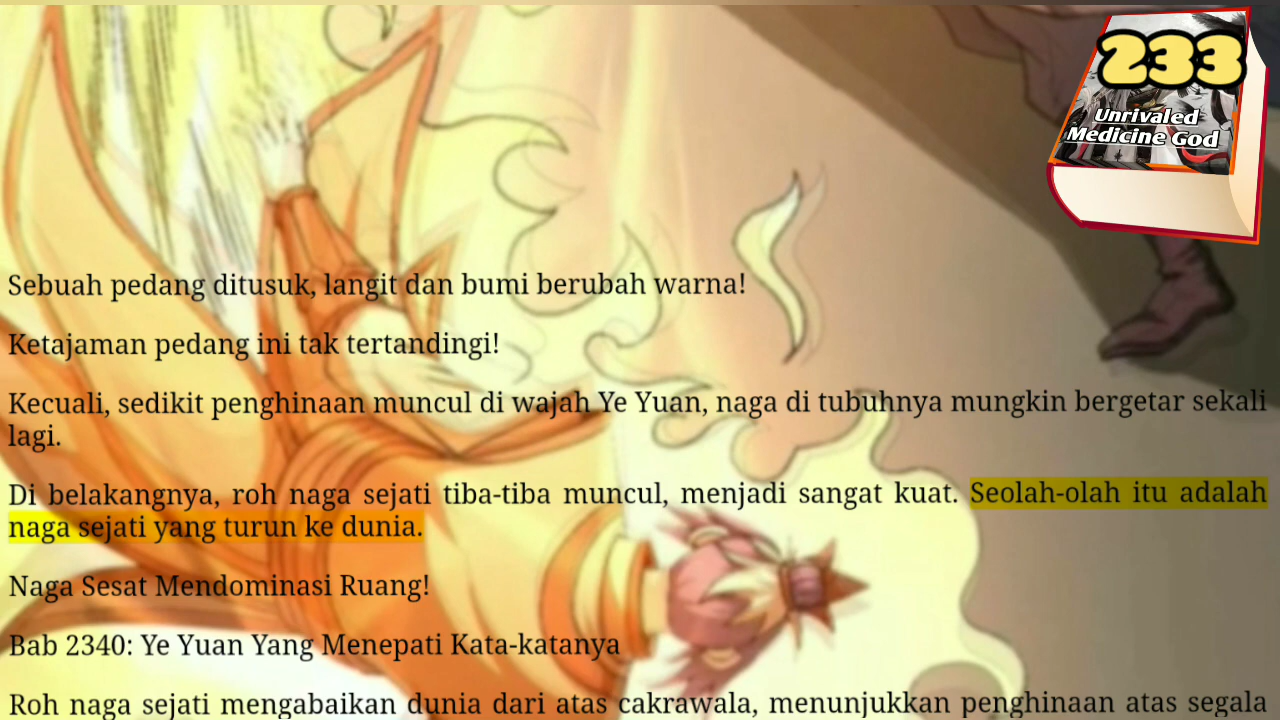 233
Unrivaled
Medicine God
Sebuah pedang ditusuk, langit dan bumi berubah warna!
Ketajaman pedang ini tak tertandingi!
Kecuali, sedikit penghinaan muncul di wajah Ye Yuan, naga di tubuhnya mungkin bergetar sekali
lagi.
Di belakangnya, roh naga sejati tiba-tiba muncul, menjadi sangat kuat. Seolah-olah itu adalah
naga sejati yang turun ke dunia.
Naga Sesat Mendominasi Ruang!
Bab 2340: Ye Yuan Yang Menepati Kata-katanya
Roh naga sejati mengabaikan dunia dari atas cakrawala, menunjukkan penghinaan atas segala